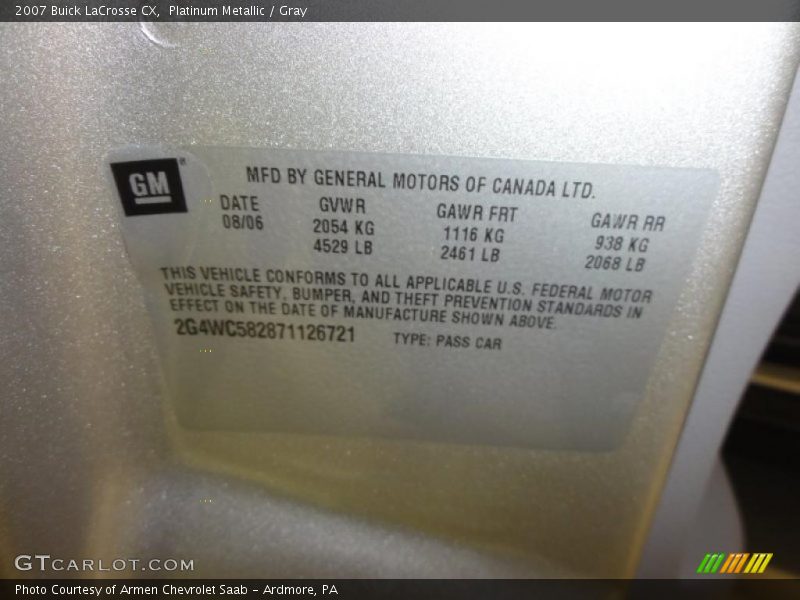 2007 Buick LaCrosse CX, Platinum Metallic / Gray
GM
MFD BY GENERAL MOTORS OF CANADA LTD.
DATE GVWR GAWR FRT GAWR RR
08/06 2054 KG 1116 KG 938 KG
4529 LB 2461 LB 2068 LB
THIS VEHICLE CONFORMS TO ALL APPLICABLE U.S. FEDERAL MOTOR
VEHICLE SAFETY, BUMPER, AND THEFT PREVENTION STANDARDS IN
EFFECT ON THE DATE OF MANUFACTURE SHOWN ABOVE.
2G4WC582871126721 TYPE: PASS CAR
GTCARLOT.COM
Photo Courtesy of Armen Chevrolet Saab - Ardmore, PA